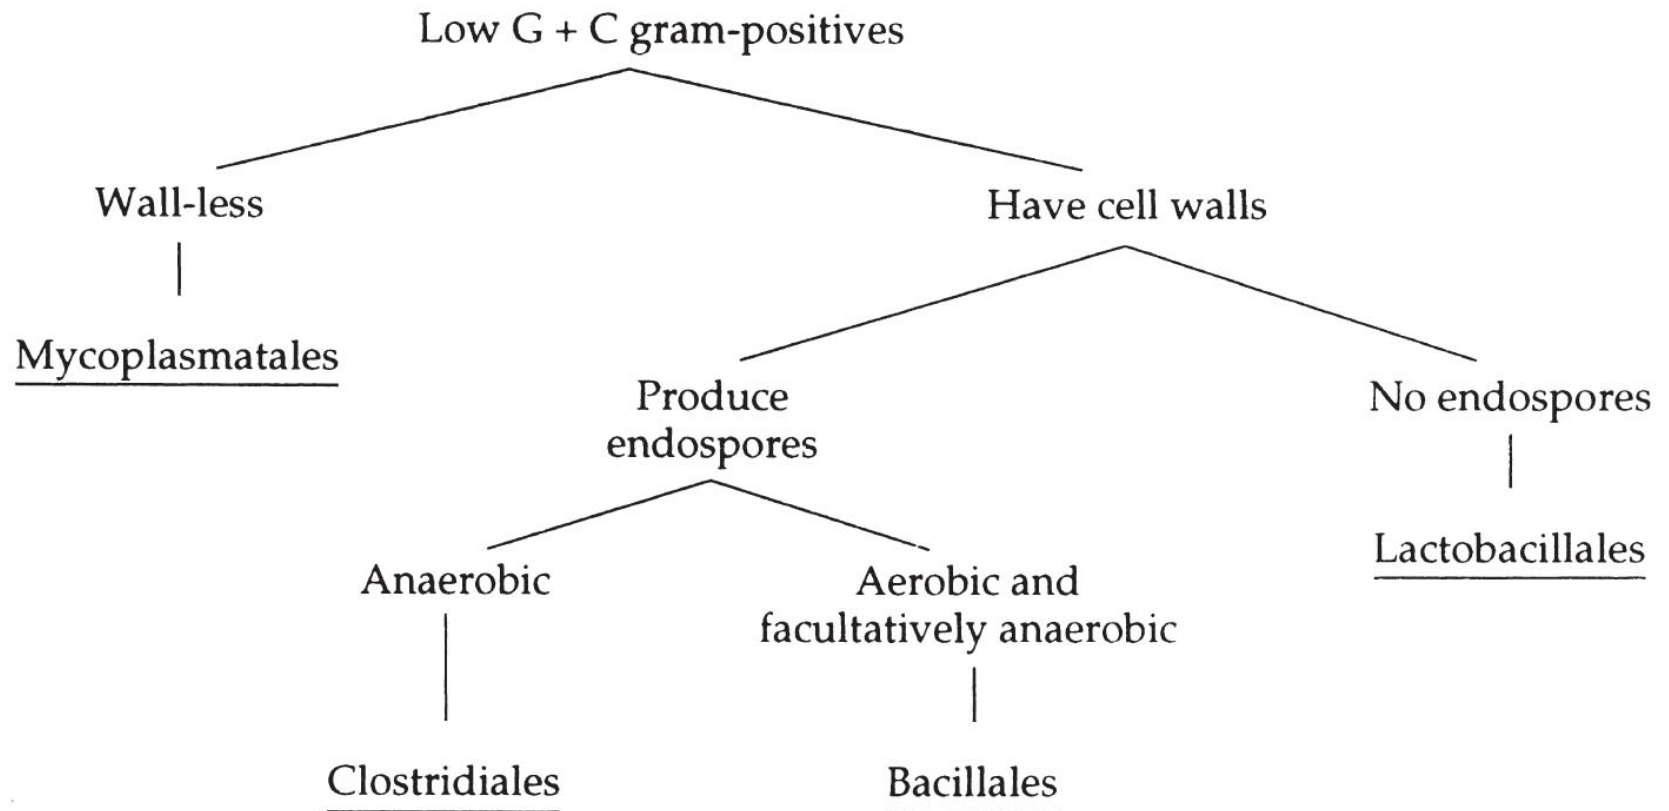 Low G + C gram-positives
Wall-less
Have cell walls
Mycoplasmatales
Produce
endospores
No endospores
Lactobacillales
Anaerobic
Aerobic and
facultatively anaerobic
Clostridiales
Bacillales